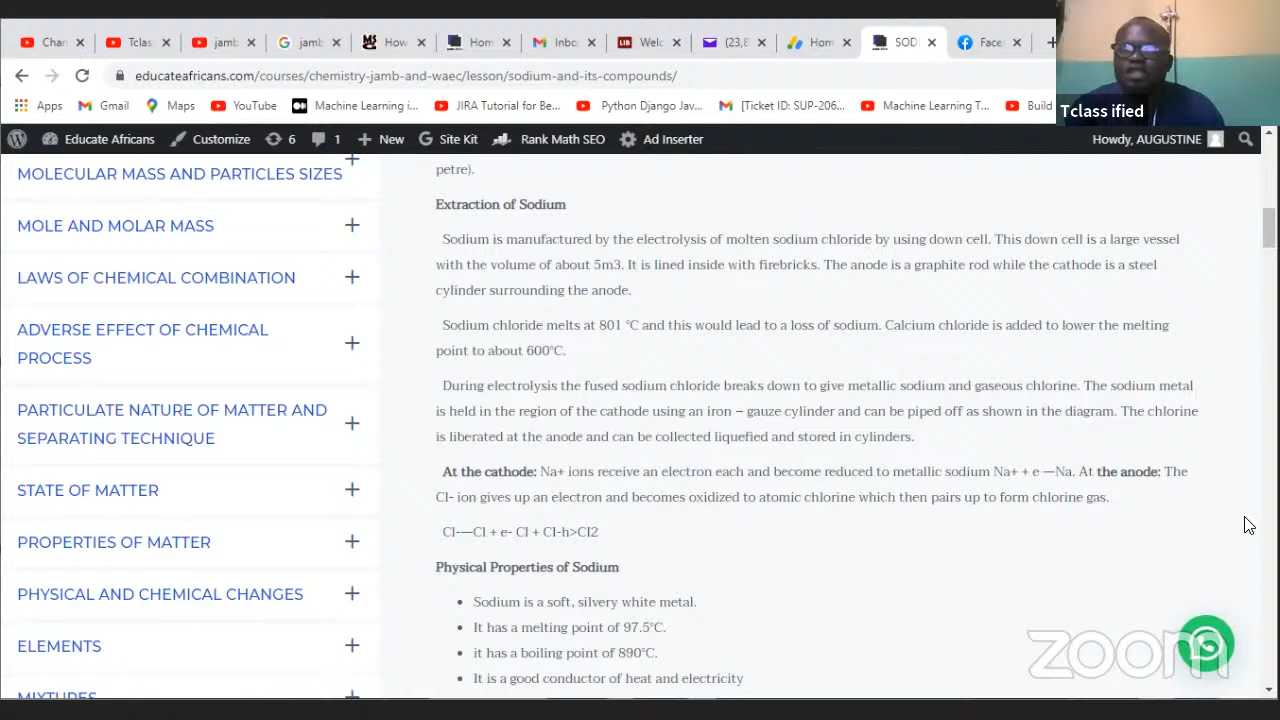 Chan
Tclas
jamb
jamb
How
Hom
Inbo
Welc
(23,8
Hom
SOD
Face
educateafricans.com/courses/chemistry-jamb-and-waec/lesson/sodium-and-its-compounds/
Apps
Gmail
Maps
YouTube
Machine Learning i...
JIRA Tutorial for Be...
Python Django Jav...
[Ticket ID: SUP-206...
Machine Learning T...
Build
Tclass ified
Educate Africans
Customize
6
1
New
Site Kit
Rank Math SEO
Ad Inserter
Howdy, AUGUSTINE
MOLECULAR MASS AND PARTICLES SIZES
MOLE AND MOLAR MASS
LAWS OF CHEMICAL COMBINATION
ADVERSE EFFECT OF CHEMICAL
PROCESS
PARTICULATE NATURE OF MATTER AND
SEPARATING TECHNIQUE
STATE OF MATTER
PROPERTIES OF MATTER
PHYSICAL AND CHEMICAL CHANGES
ELEMENTS
MIXTURES
petre).
Extraction of Sodium
Sodium is manufactured by the electrolysis of molten sodium chloride by using down cell. This down cell is a large vessel
with the volume of about 5m3. It is lined inside with firebricks. The anode is a graphite rod while the cathode is a steel
cylinder surrounding the anode.
Sodium chloride melts at 801 °C and this would lead to a loss of sodium. Calcium chloride is added to lower the melting
point to about 600°C.
During electrolysis the fused sodium chloride breaks down to give metallic sodium and gaseous chlorine. The sodium metal
is held in the region of the cathode using an iron – gauze cylinder and can be piped off as shown in the diagram. The chlorine
is liberated at the anode and can be collected liquefied and stored in cylinders.
At the cathode: Na+ ions receive an electron each and become reduced to metallic sodium Na+ + e —Na. At the anode: The
Cl- ion gives up an electron and becomes oxidized to atomic chlorine which then pairs up to form chlorine gas.
Cl-—Cl + e- Cl + Cl-h>CI2
Physical Properties of Sodium
Sodium is a soft, silvery white metal.
It has a melting point of 97.5°C.
it has a boiling point of 890°C.
It is a good conductor of heat and electricity
zoom